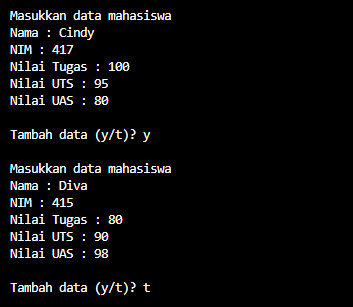 Masukkan data mahasiswa
Nama : Cindy
NIM : 417
Nilai Tugas : 100
Nilai UTS : 95
Nilai UAS : 80
Tambah data (y/t)? y
Masukkan data mahasiswa
Nama : Diva
NIM : 415
Nilai Tugas : 80
Nilai UTS : 90
Nilai UAS : 98
Tambah data (y/t)? t